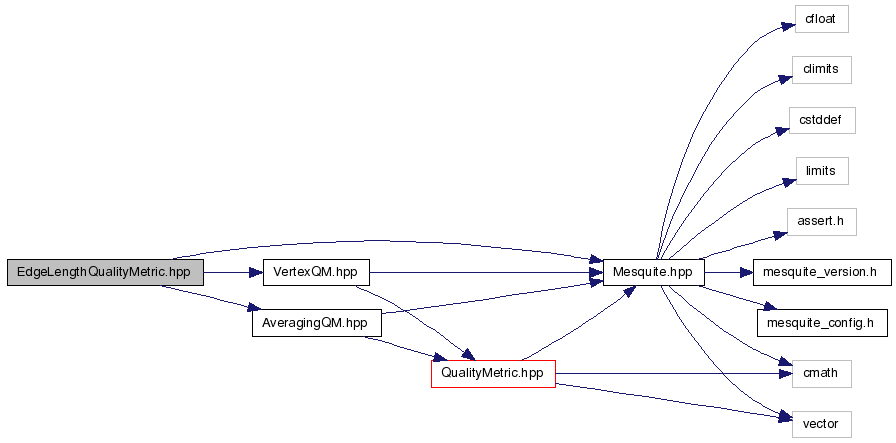 cfloat
climits
cstddef
limits
assert.h
EdgeLengthQualityMetric.hpp
VertexQM.hpp
Mesquite.hpp
mesquite_version.h
AveragingQM.hpp
mesquite_config.h
QualityMetric.hpp
cmath
vector